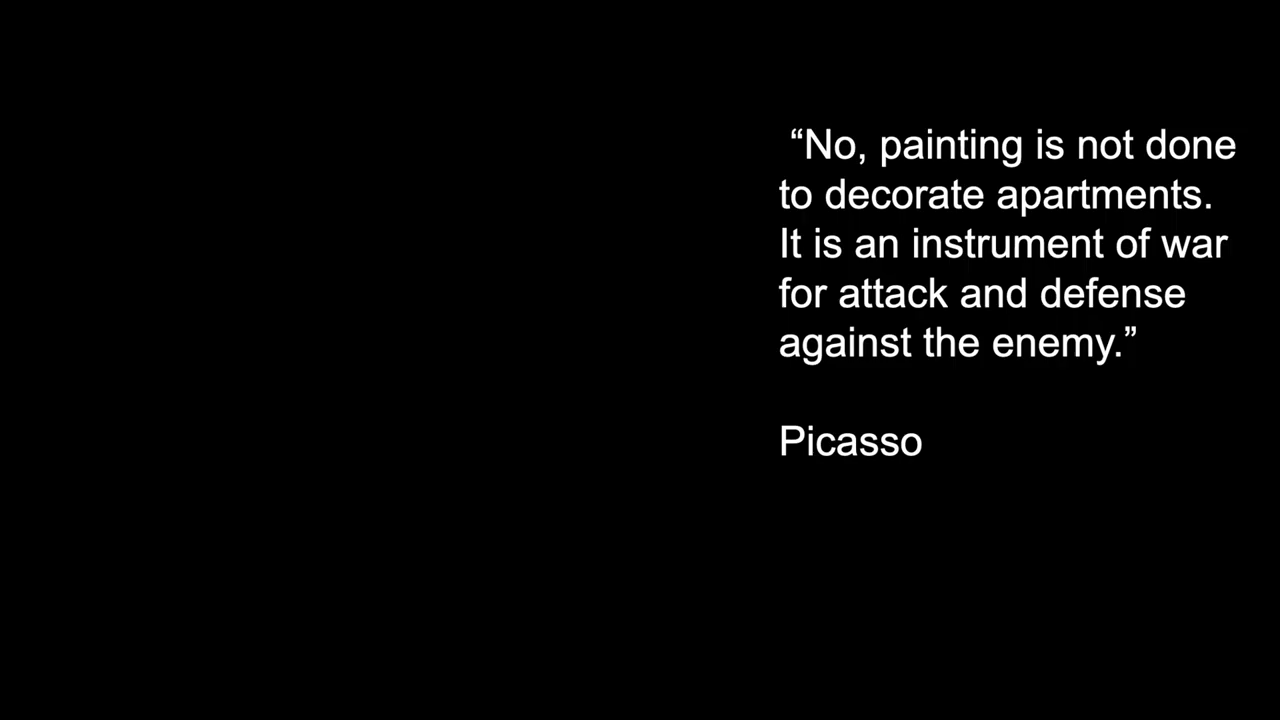 “No, painting is not done
to decorate apartments.
It is an instrument of war
for attack and defense
against the enemy.”
Picasso